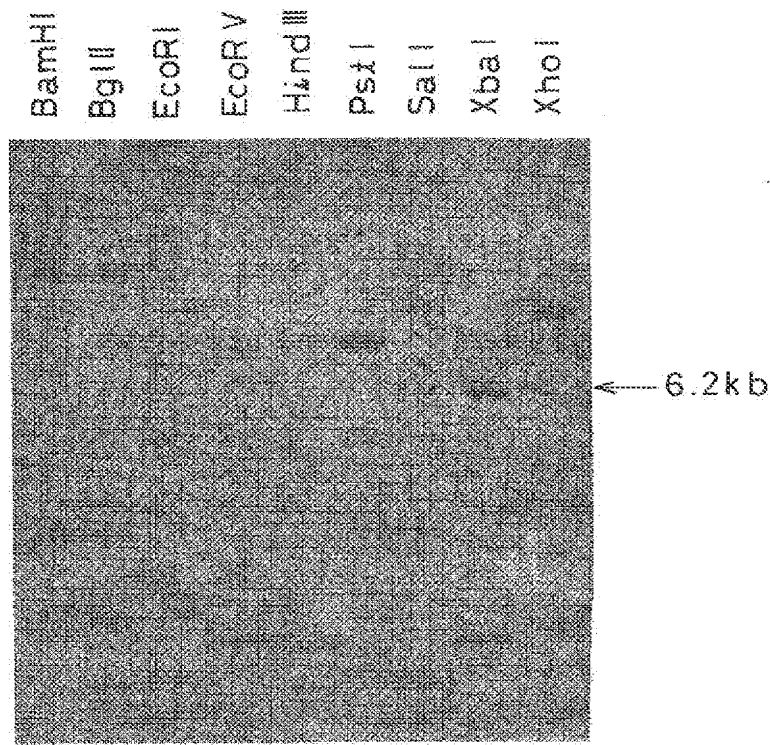 BamHI
BglII
EcoRI
EcoRV
HindIII
PstI
SalI
XbaI
XhoI
6.2kb